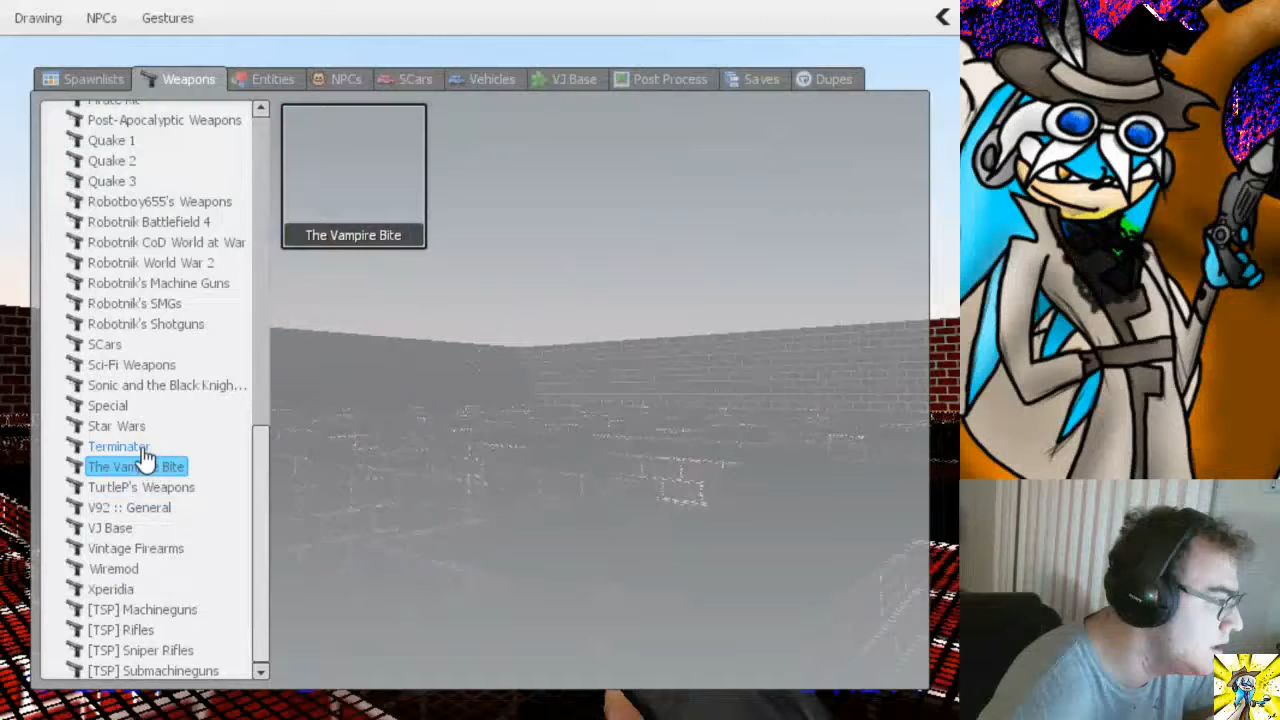 Drawing NPCs Gestures
Spawnlists Weapons Entities NPCs SCars Vehicles VJ Base Post Process Saves Dupes
Pirate Kit
Post-Apocalyptic Weapons
Quake 1
Quake 2
Quake 3
Robotboy655's Weapons
Robotnik Battlefield 4
Robotnik CoD World at War
Robotnik World War 2
Robotnik's Machine Guns
Robotnik's SMGs
Robotnik's Shotguns
SCars
Sci-Fi Weapons
Sonic and the Black Knigh...
Special
Star Wars
Terminator
The Vampire Bite
TurtleP's Weapons
V92 :: General
VJ Base
Vintage Firearms
Wiremod
Xperidia
[TSP] Machineguns
[TSP] Rifles
[TSP] Sniper Rifles
[TSP] Submachineguns
The Vampire Bite